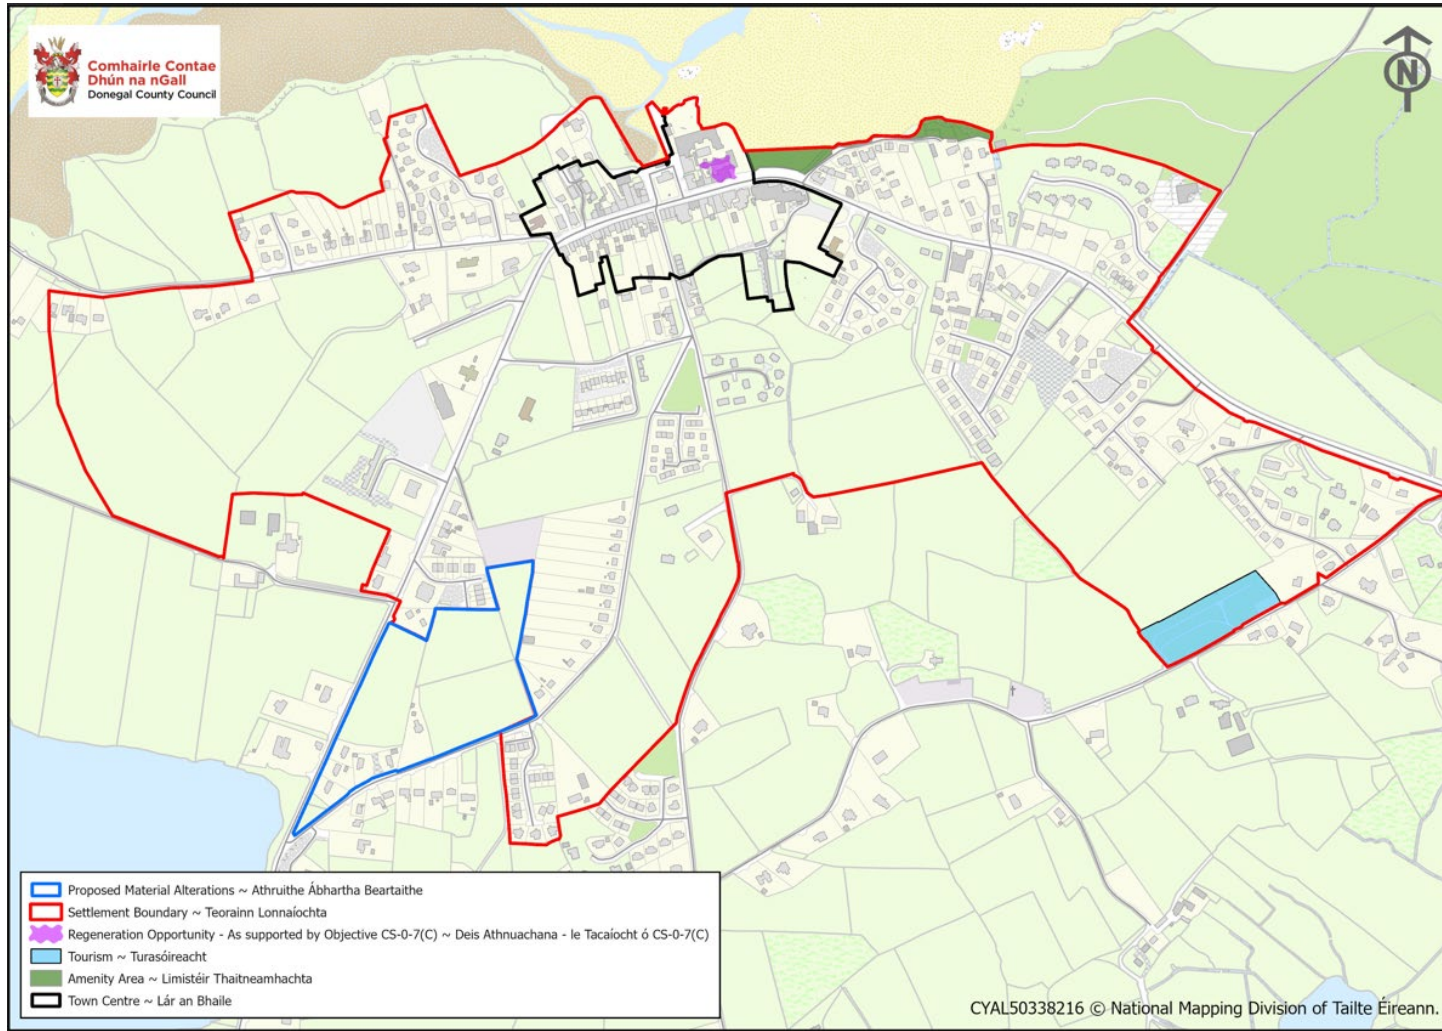 Comhairle Contae
Dhún na nGall
Donegal County Council
N
Proposed Material Alterations ~ Athruithe Ábhartha Beartaithe
Settlement Boundary ~ Teorainn Lonnaíochta
Regeneration Opportunity - As supported by Objective CS-0-7(C) ~ Deis Athnuachana - le Tacaíocht ó CS-0-7(C)
Tourism ~ Turasóireacht
Amenity Area ~ Limistéir Thaitneamhachta
Town Centre ~ Lár an Bhaile
CYAL50338216 © National Mapping Division of Tailte Éireann.